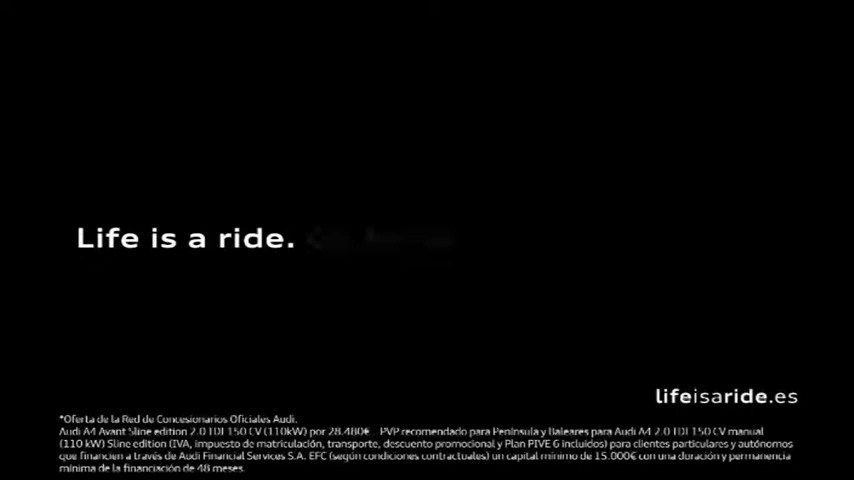 Life is a ride.
lifeisaride.es
*Oferta de la Red de Concesionarios Oficiales Audi.
Audi A4 Avant Sline edition 2.0 TDI 150 CV (110kW) por 28.480€ . PVP recomendado para Península y Baleares para Audi A4 2.0 TDI 150 CV manual
(110 kW) Sline edition (IVA, impuesto de matriculación, transporte, descuento promocional y Plan PIVE 6 incluidos) para clientes particulares y autónomos
que financien a través de Audi Financial Services S.A. EFC (según condiciones contractuales) un capital mínimo de 15.000€ con una duración y permanencia
mínima de la financiación de 48 meses.